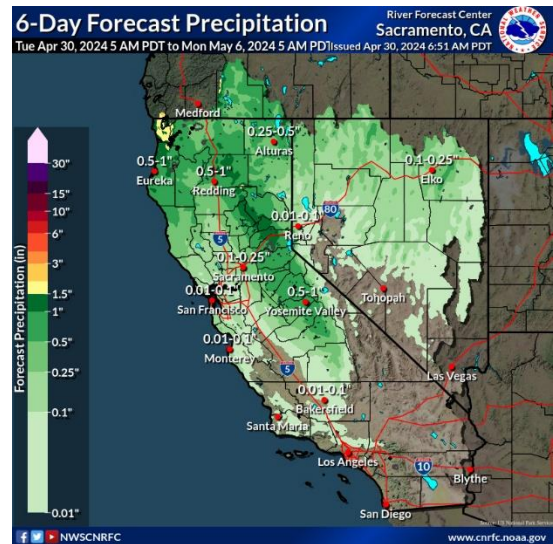 6-Day Forecast Precipitation
River Forecast Center
Sacramento, CA
Tue Apr 30, 2024 5 AM PDT to Mon May 6, 2024 5 AM PDT
Issued Apr 30, 2024 6:51 AM PDT
Forecast Precipitation (in)
30"
15"
10"
6"
3"
1.5"
1"
0.5"
0.25"
0.1"
0.01"
Medford
0.25-0.5"
Alturas
0.5-1"
Eureka
0.5-1"
Redding
0.1-0.25"
Elko
0.01-0.1"
Reno
80
5
0.1-0.25"
Sacramento
0.01-0.1"
San Francisco
0.5-1"
Yosemite Valley
Tonopah
0.01-0.1"
Monterey
5
Las Vegas
0.01-0.1"
Bakersfield
Santa Maria
Los Angeles
10
Blythe
San Diego
NWSCNRFC
www.cnrfc.noaa.gov